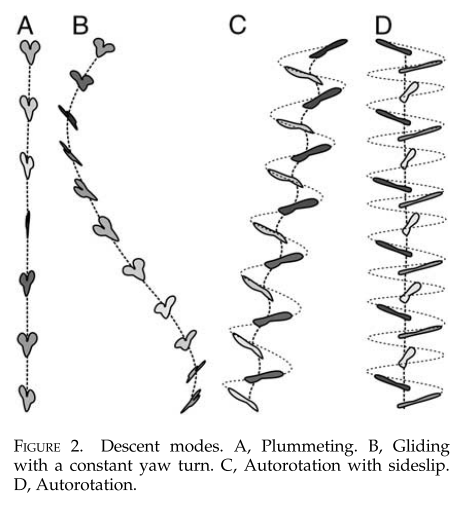 A B C D
FIGURE 2. Descent modes. A, Plummeting. B, Gliding
with a constant yaw turn. C, Autorotation with sideslip.
D, Autorotation.